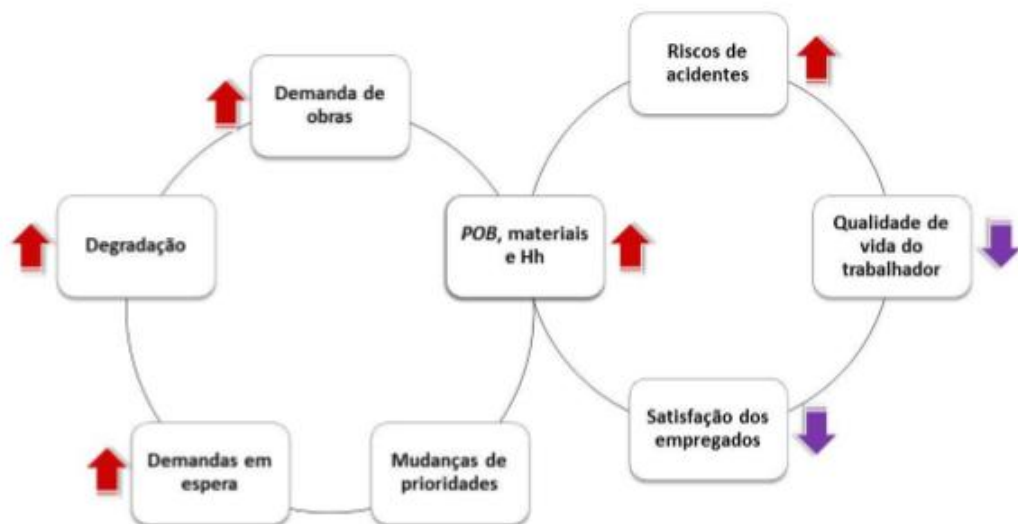 Riscos de
acidentes
Demanda de
obras
Degradação
POB, materiais
e Hh
Qualidade de
vida do
trabalhador
Satisfação dos
empregados
Demandas em
espera
Mudanças de
prioridades